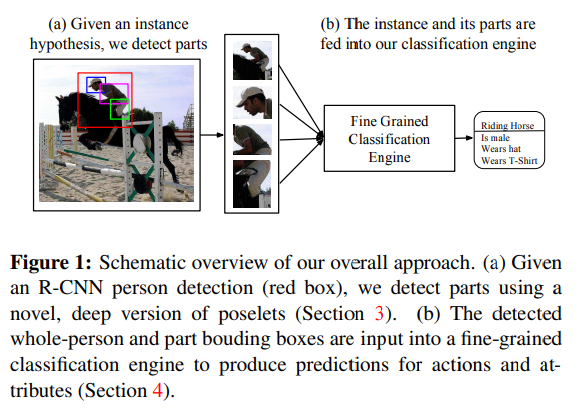 (a) Given an instance
hypothesis, we detect parts
(b) The instance and its parts are
fed into our classification engine
Fine Grained
Classification
Engine
Riding Horse
Is male
Wears hat
Wears T-Shirt
Figure 1: Schematic overview of our overall approach. (a) Given
an R-CNN person detection (red box), we detect parts using a
novel, deep version of poselets (Section 3). (b) The detected
whole-person and part bouding boxes are input into a fine-grained
classification engine to produce predictions for actions and at-
tributes (Section 4).